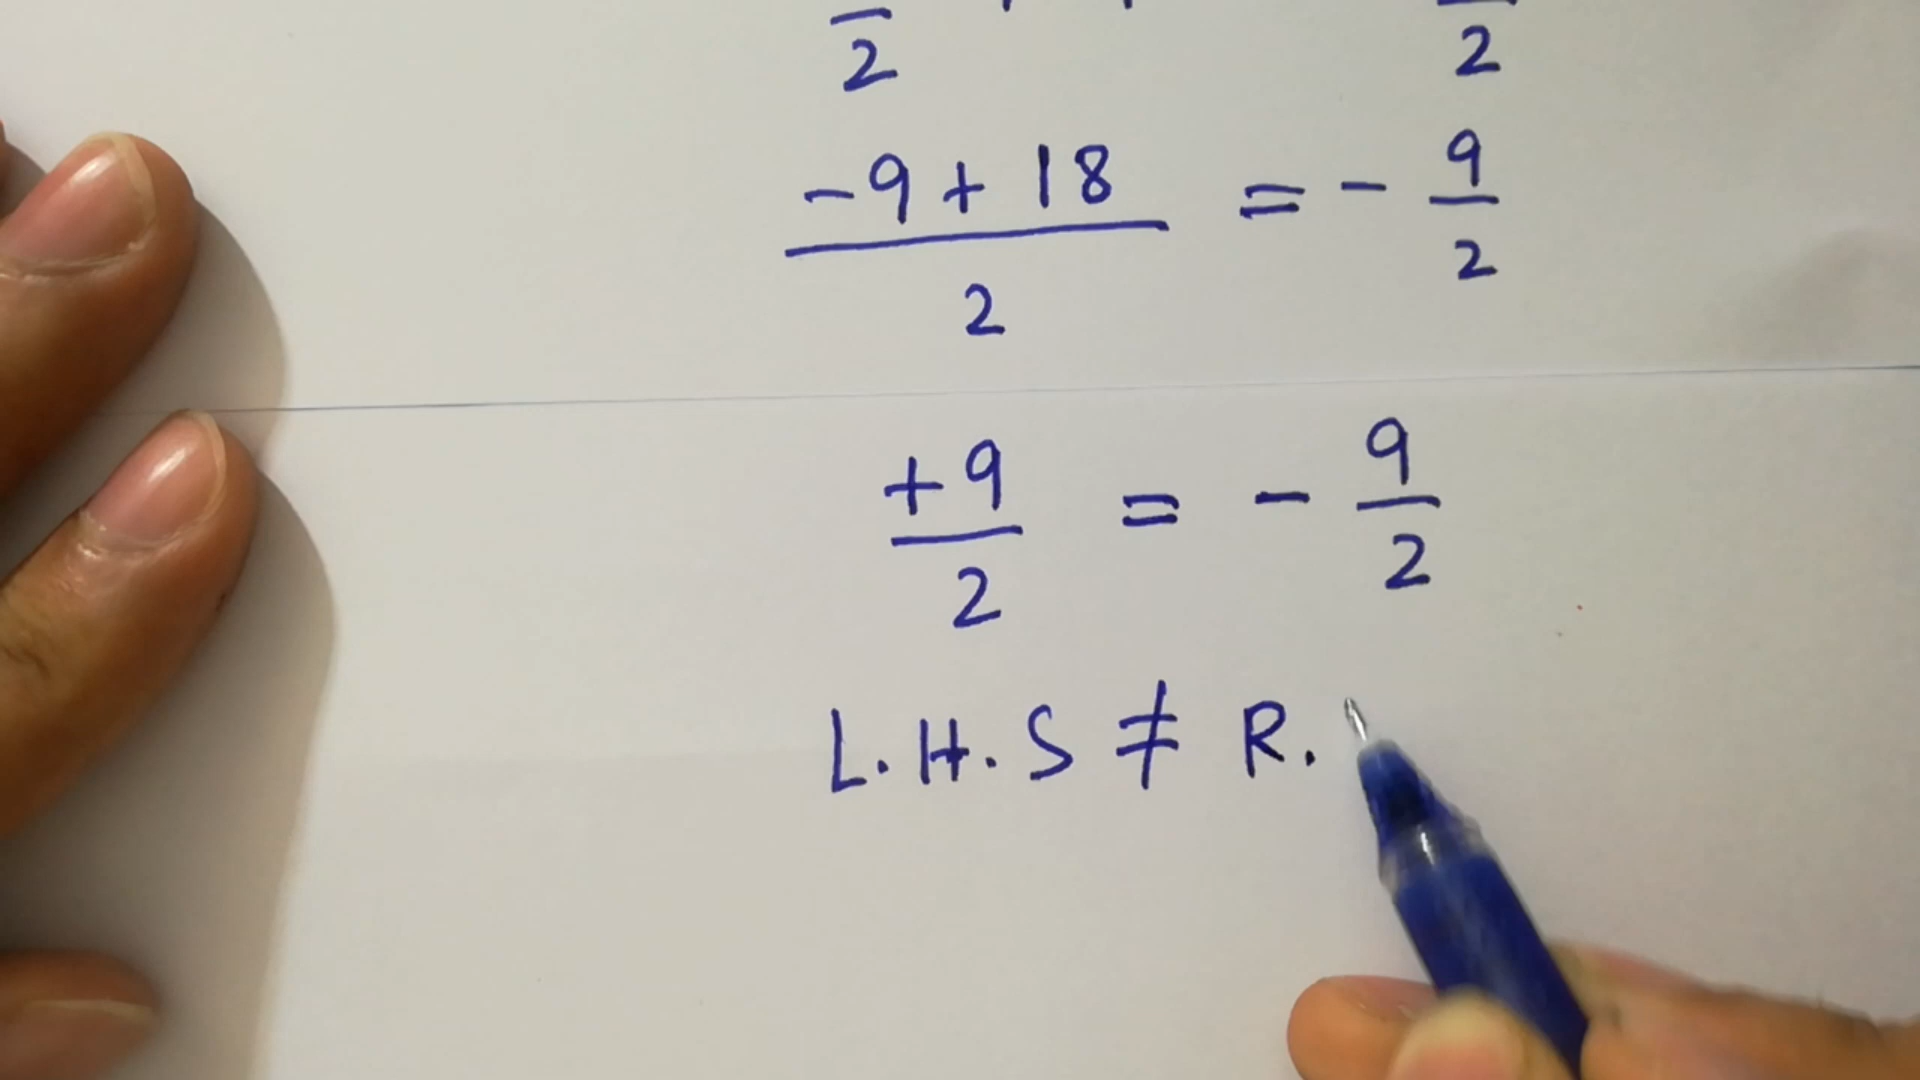 2 2
-9 + 18 = - 9
2 2
+9 = - 9
2 2
L.H.S ≠ R.